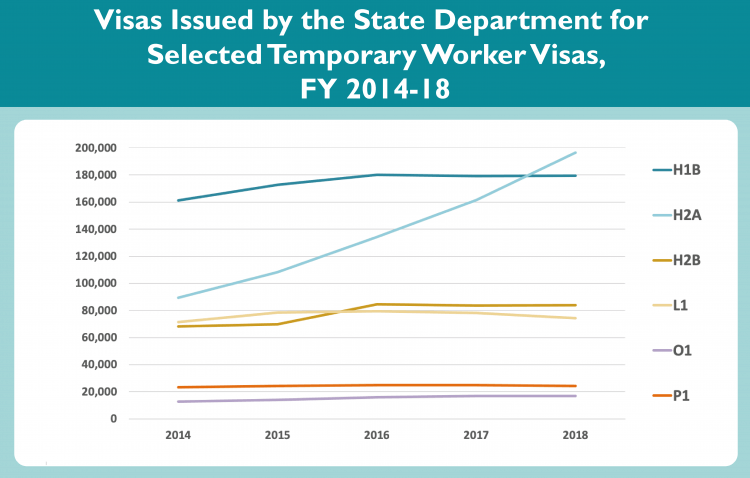 Visas Issued by the State Department for
Selected Temporary Worker Visas,
FY 2014-18
200,000
180,000
160,000
140,000
120,000
100,000
80,000
60,000
40,000
20,000
0
2014 2015 2016 2017 2018
H1B
H2A
H2B
L1
O1
P1